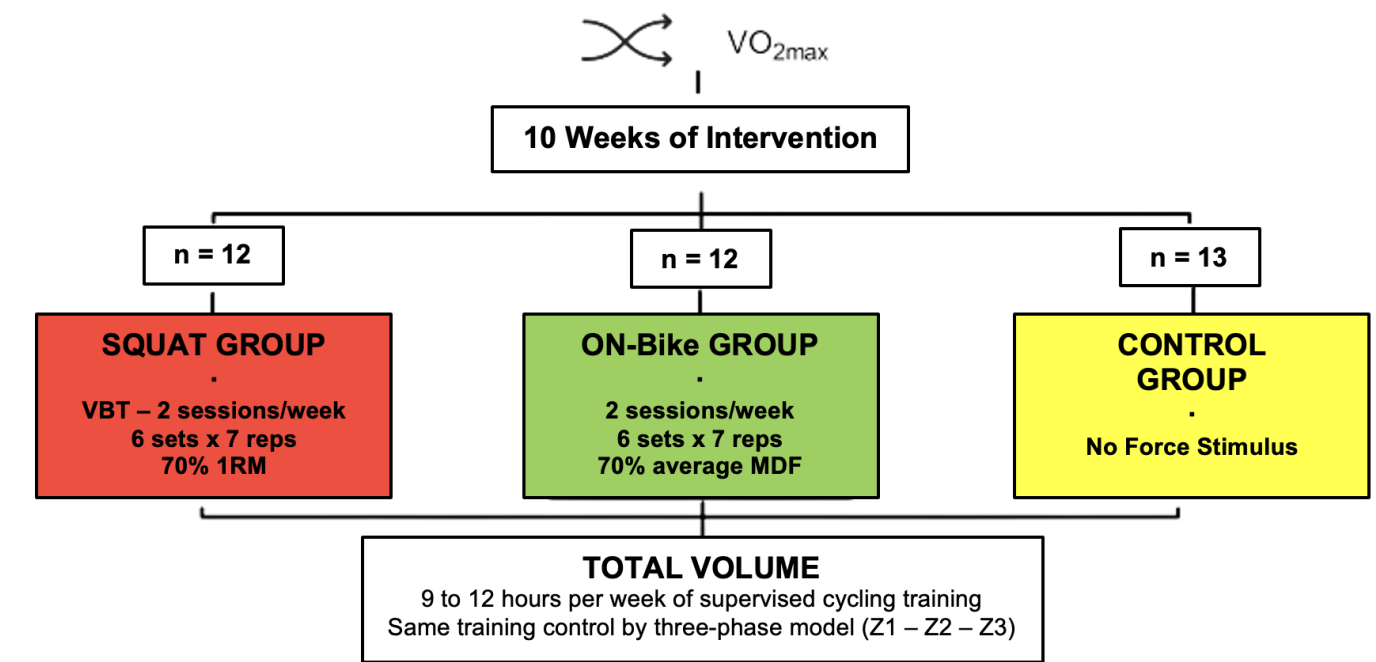 VO₂max
10 Weeks of Intervention
n = 12
n = 12
n = 13
SQUAT GROUP
.
VBT – 2 sessions/week
6 sets x 7 reps
70% 1RM
ON-Bike GROUP
.
2 sessions/week
6 sets x 7 reps
70% average MDF
CONTROL
GROUP
.
No Force Stimulus
TOTAL VOLUME
9 to 12 hours per week of supervised cycling training
Same training control by three-phase model (Z1 – Z2 – Z3)